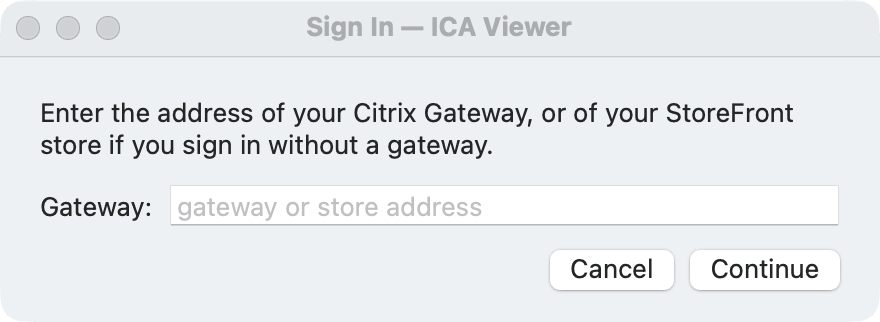 Sign In — ICA Viewer
Enter the address of your Citrix Gateway, or of your StoreFront
store if you sign in without a gateway.
Gateway: gateway or store address
Cancel Continue